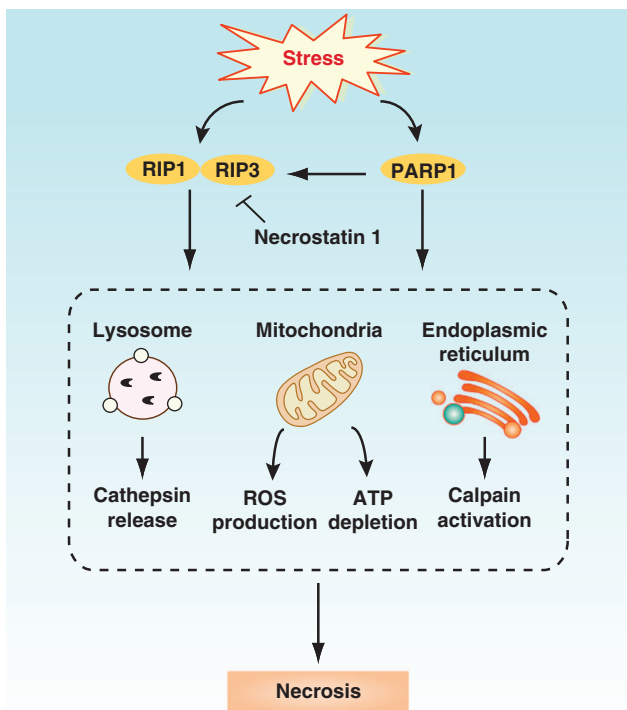 Stress
RIP1
RIP3
PARP1
Necrostatin 1
Lysosome
Mitochondria
Endoplasmic
reticulum
Cathepsin
release
ROS
production
ATP
depletion
Calpain
activation
Necrosis